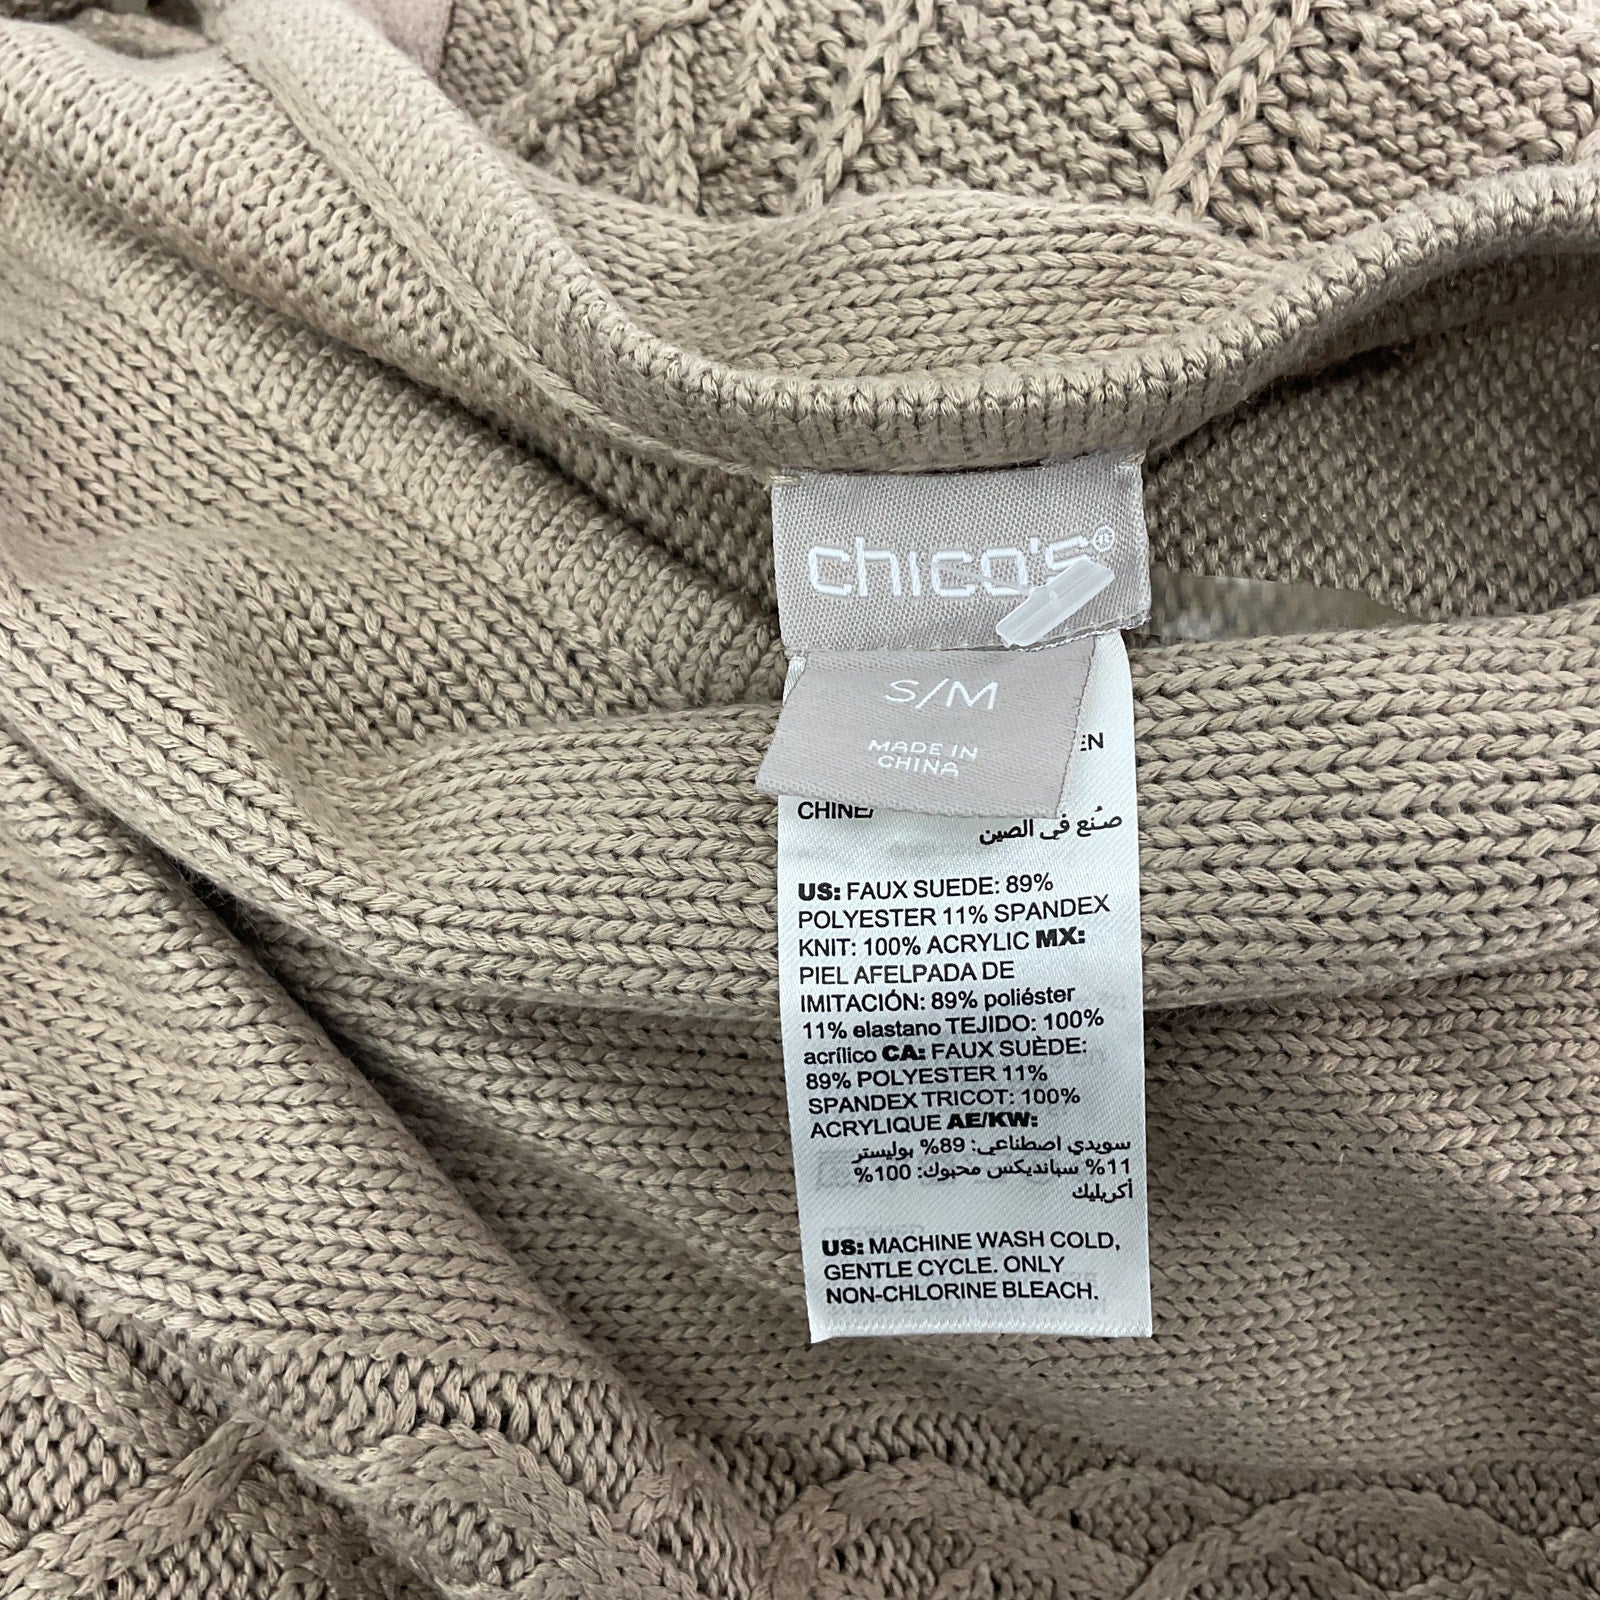 chico's®
S/M
MADE IN
CHINA
صُنع في الصين
US: FAUX SUEDE: 89%
POLYESTER 11% SPANDEX
KNIT: 100% ACRYLIC MX:
PIEL AFELPADA DE
IMITACIÓN: 89% poliéster
11% elastano TEJIDO: 100%
acrílico CA: FAUX SUÈDE:
89% POLYESTER 11%
SPANDEX TRICOT: 100%
ACRYLIQUE AE/KW:
سويدي اصطناعي: 89% بوليستر
11% سبانديكس محبوك: 100%
أكريليك
US: MACHINE WASH COLD,
GENTLE CYCLE. ONLY
NON-CHLORINE BLEACH.